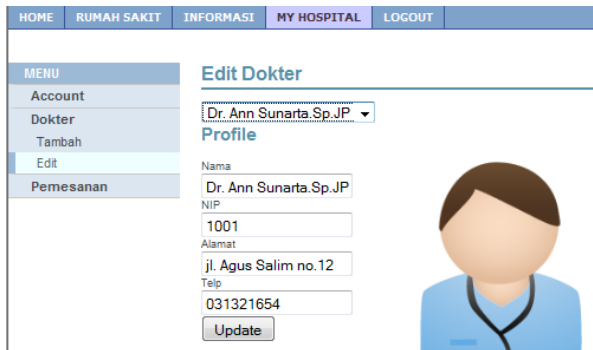 HOME RUMAH SAKIT INFORMASI MY HOSPITAL LOGOUT
MENU
Account
Dokter
Tambah
Edit
Pemesanan
Edit Dokter
Dr. Ann Sunarta.Sp.JP
Profile
Nama
Dr. Ann Sunarta.Sp.JP
NIP
1001
Alamat
jl. Agus Salim no.12
Telp
031321654
Update